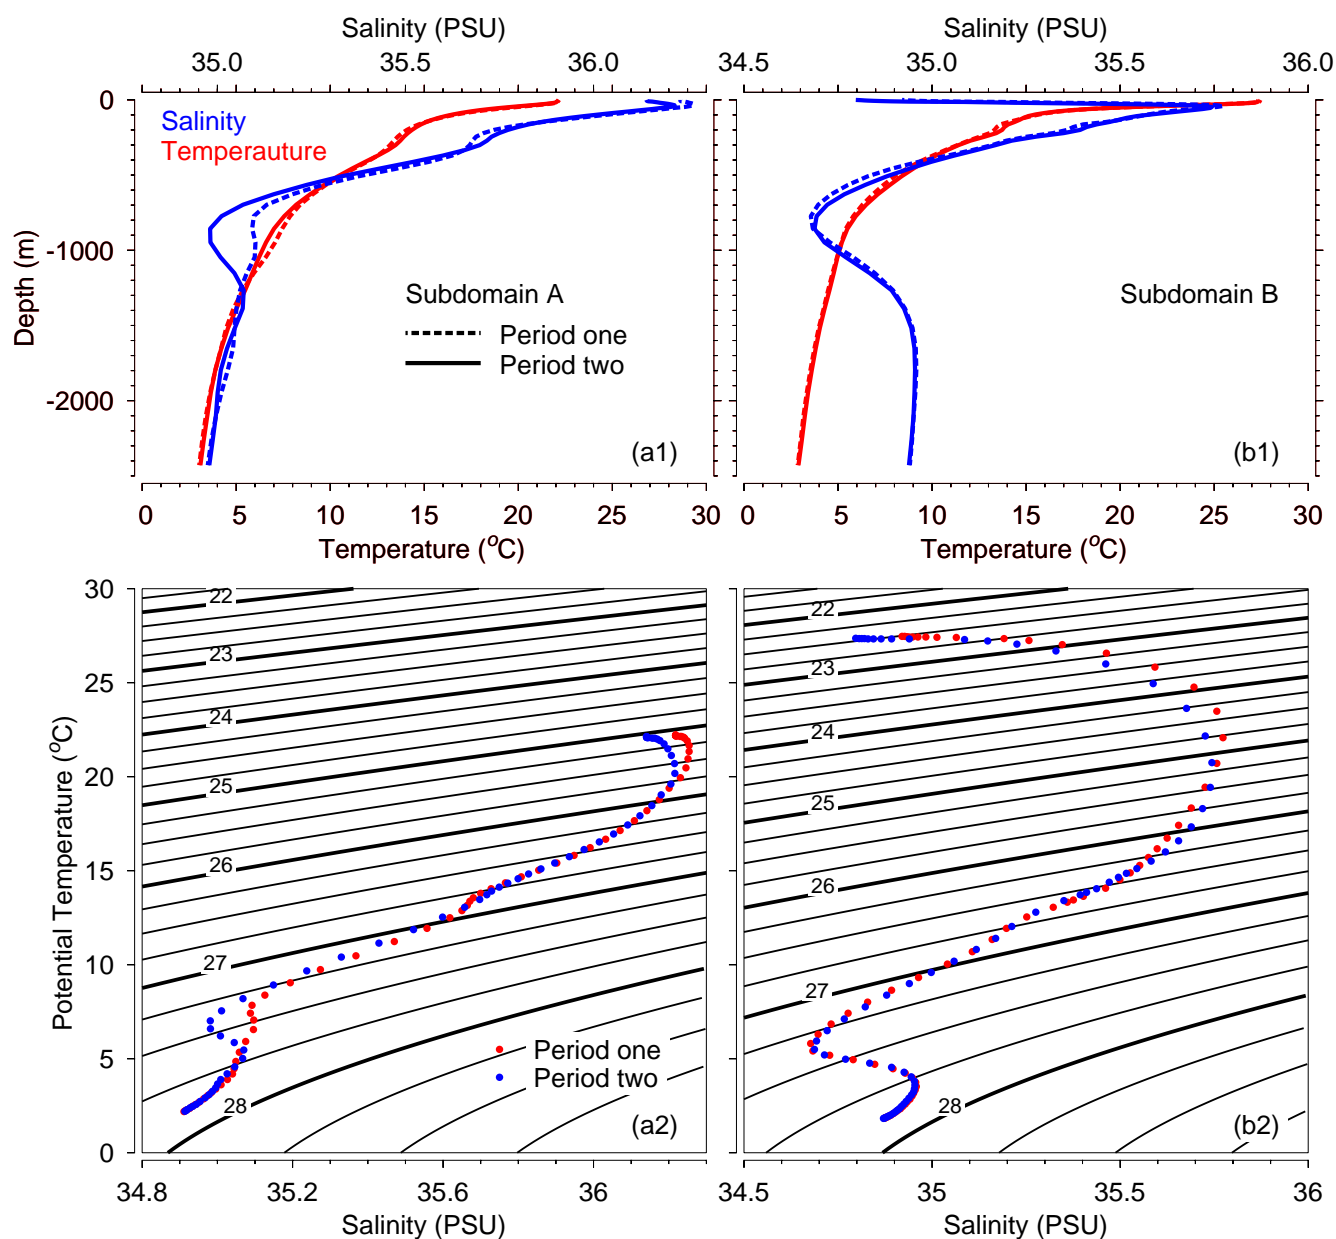 Salinity (PSU)
35.0 35.5 36.0
Salinity (PSU)
34.5 35.0 35.5 36.0
0
-1000
-2000
Depth (m)
Salinity
Temperauture
Subdomain A
Period one
Period two
(a1)
Subdomain B
(b1)
0 5 10 15 20 25 30
Temperature (°C)
0 5 10 15 20 25 30
Temperature (°C)
30
25
20
15
10
5
0
Potential Temperature (°C)
22
23
24
25
26
27
28
Period one
Period two
(a2)
22
23
24
25
26
27
28
(b2)
34.8 35.2 35.6 36
Salinity (PSU)
34.5 35 35.5 36
Salinity (PSU)